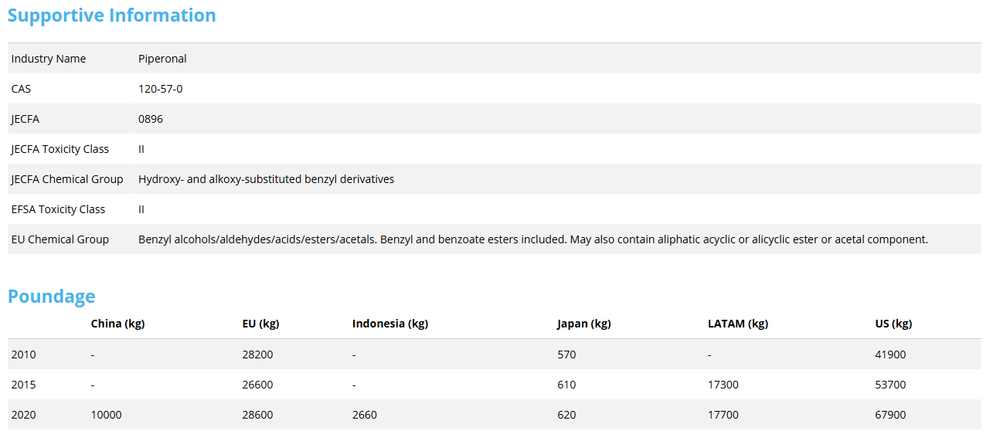 Supportive Information
Industry Name Piperonal
CAS 120-57-0
JECFA 0896
JECFA Toxicity Class II
JECFA Chemical Group Hydroxy- and alkoxy-substituted benzyl derivatives
EFSA Toxicity Class II
EU Chemical Group Benzyl alcohols/aldehydes/acids/esters/acetals. Benzyl and benzoate esters included. May also contain aliphatic acyclic or alicyclic ester or acetal component.
Poundage
China (kg) EU (kg) Indonesia (kg) Japan (kg) LATAM (kg) US (kg)
2010 - 28200 - 570 - 41900
2015 - 26600 - 610 17300 53700
2020 10000 28600 2660 620 17700 67900